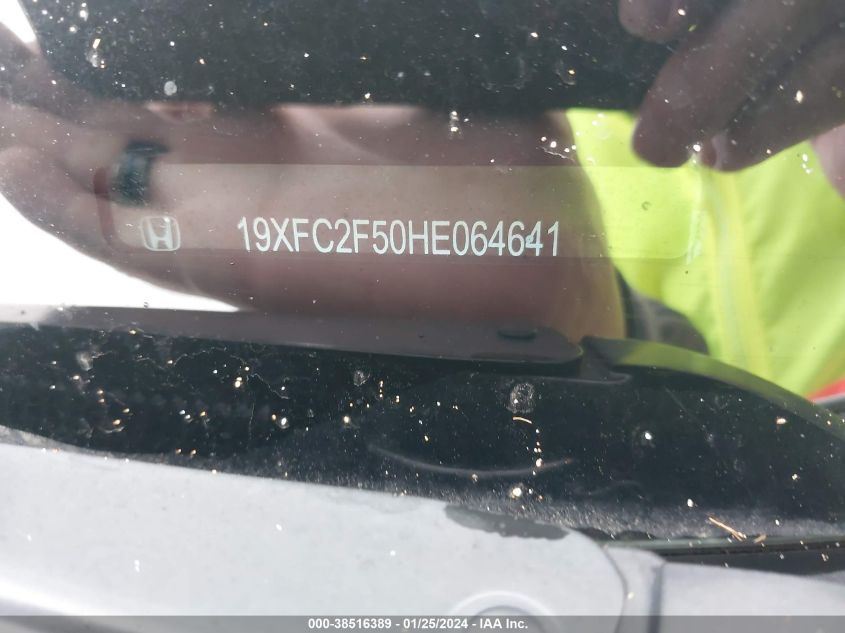 19XFC2F50HE064641
000-38516389 - 01/25/2024 - IAA Inc.